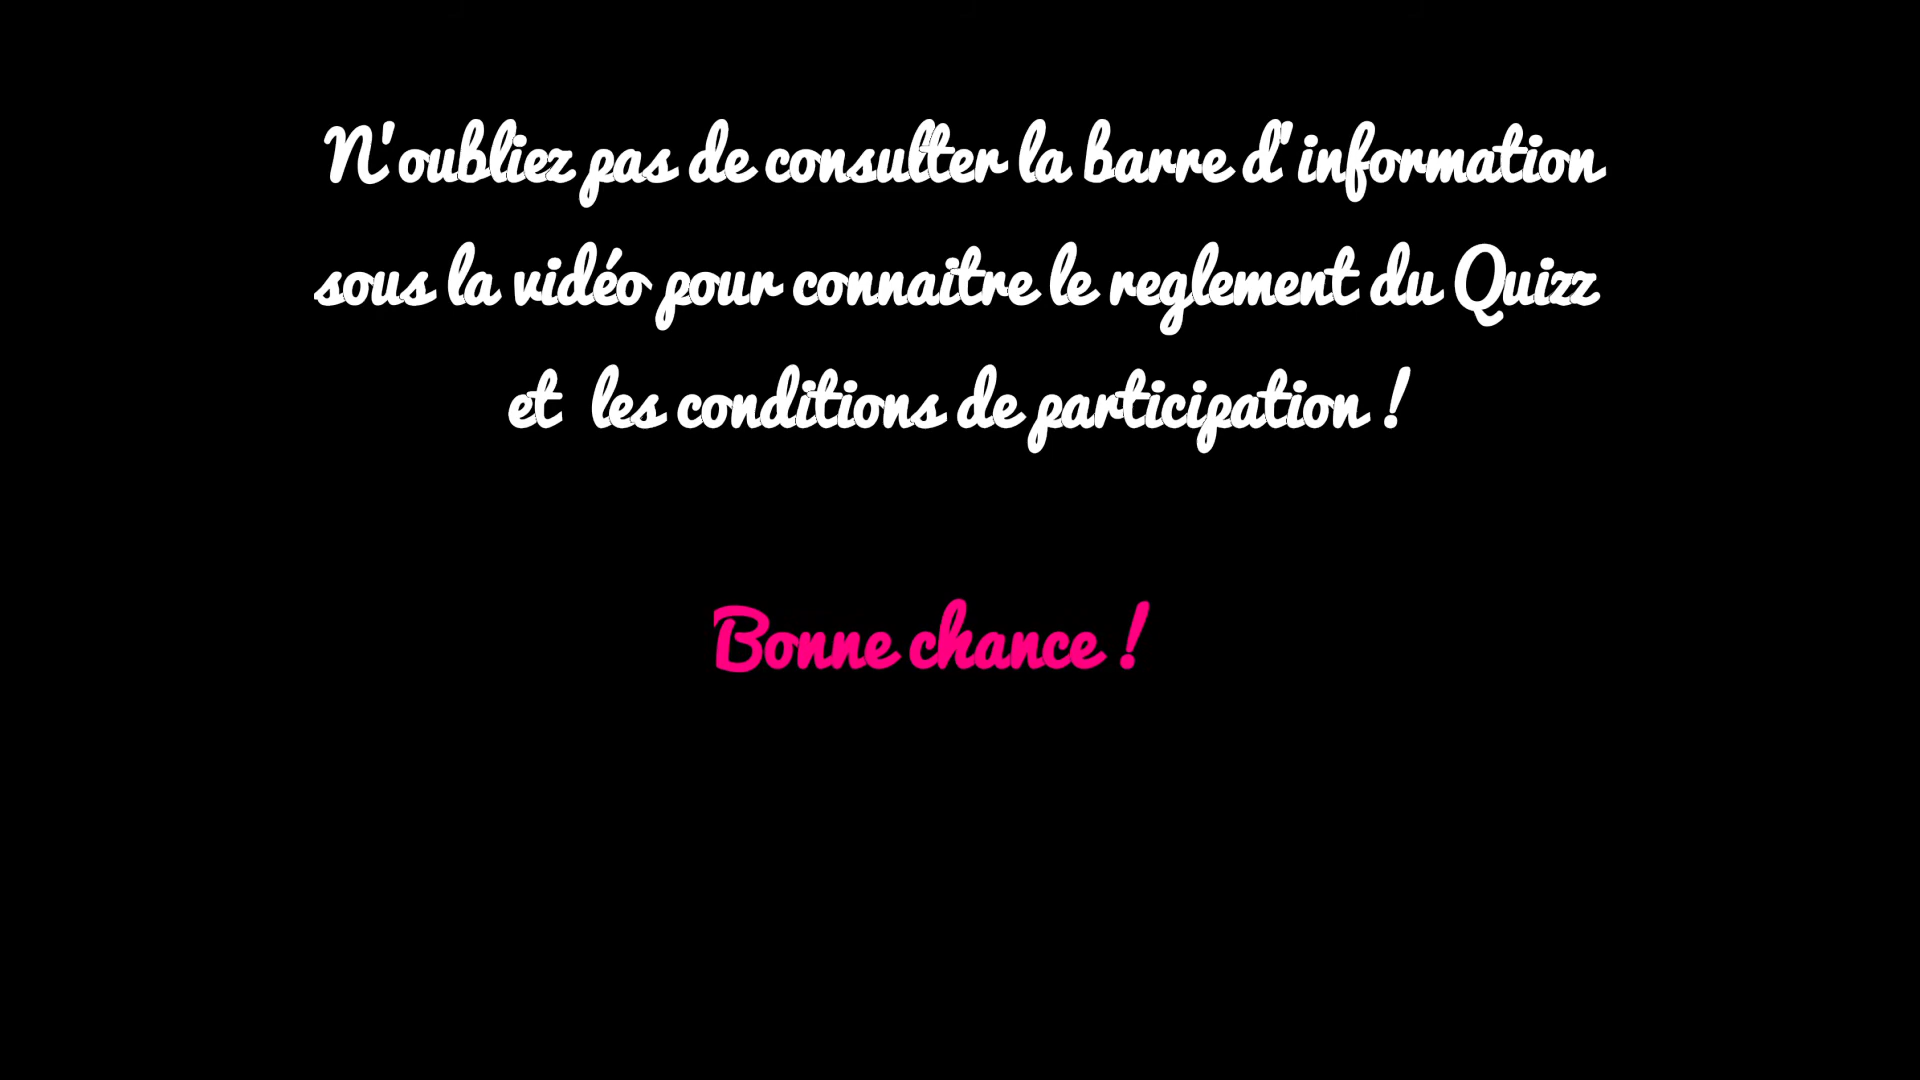 N'oubliez pas de consulter la barre d'information
sous la vidéo pour connaitre le reglement du Quizz
et les conditions de participation !
Bonne chance !